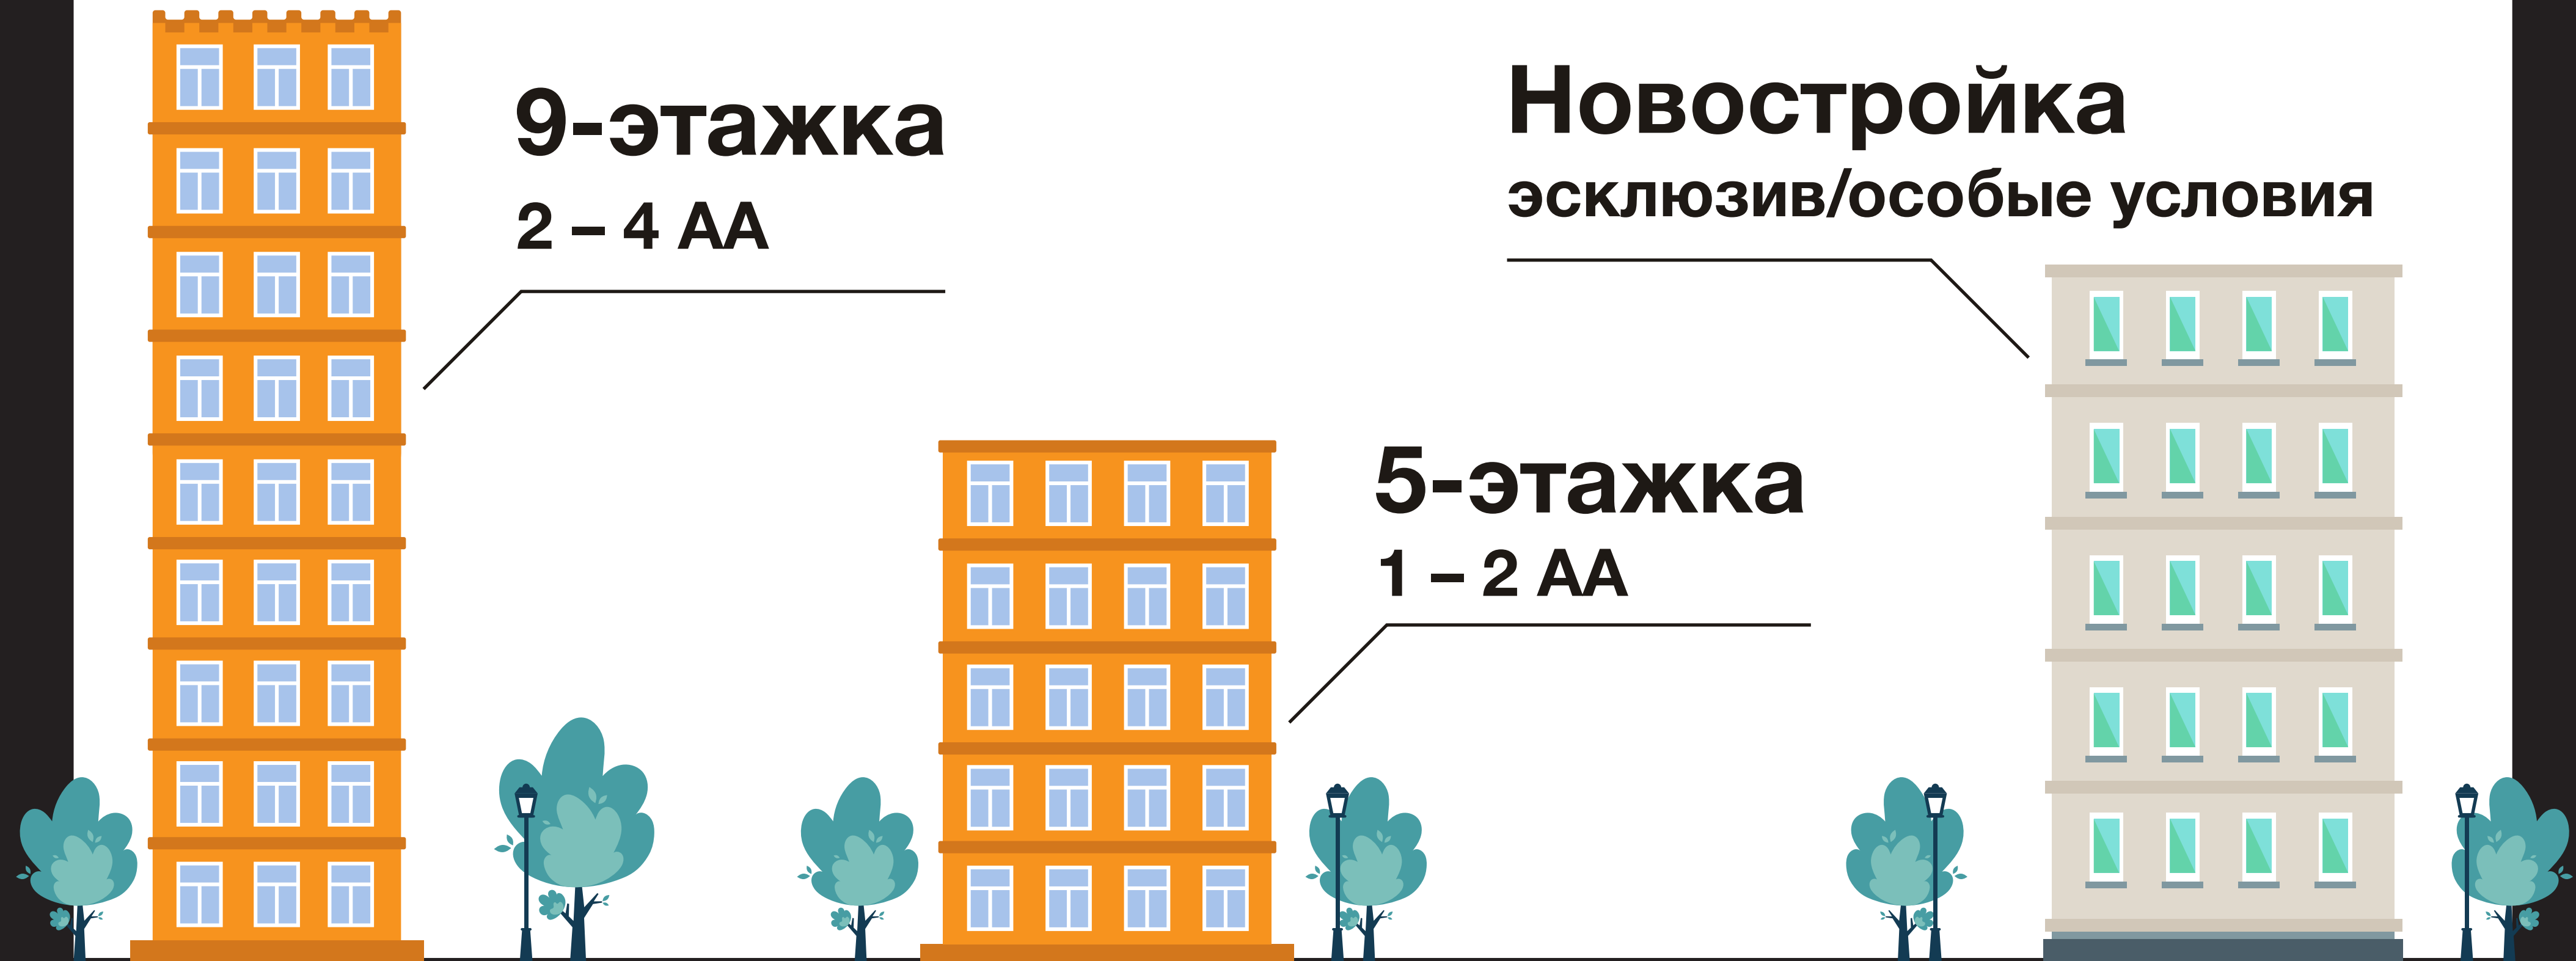 9-этажка
2 – 4 АА
Новостройка
эсклюзив/особые условия
5-этажка
1 – 2 АА